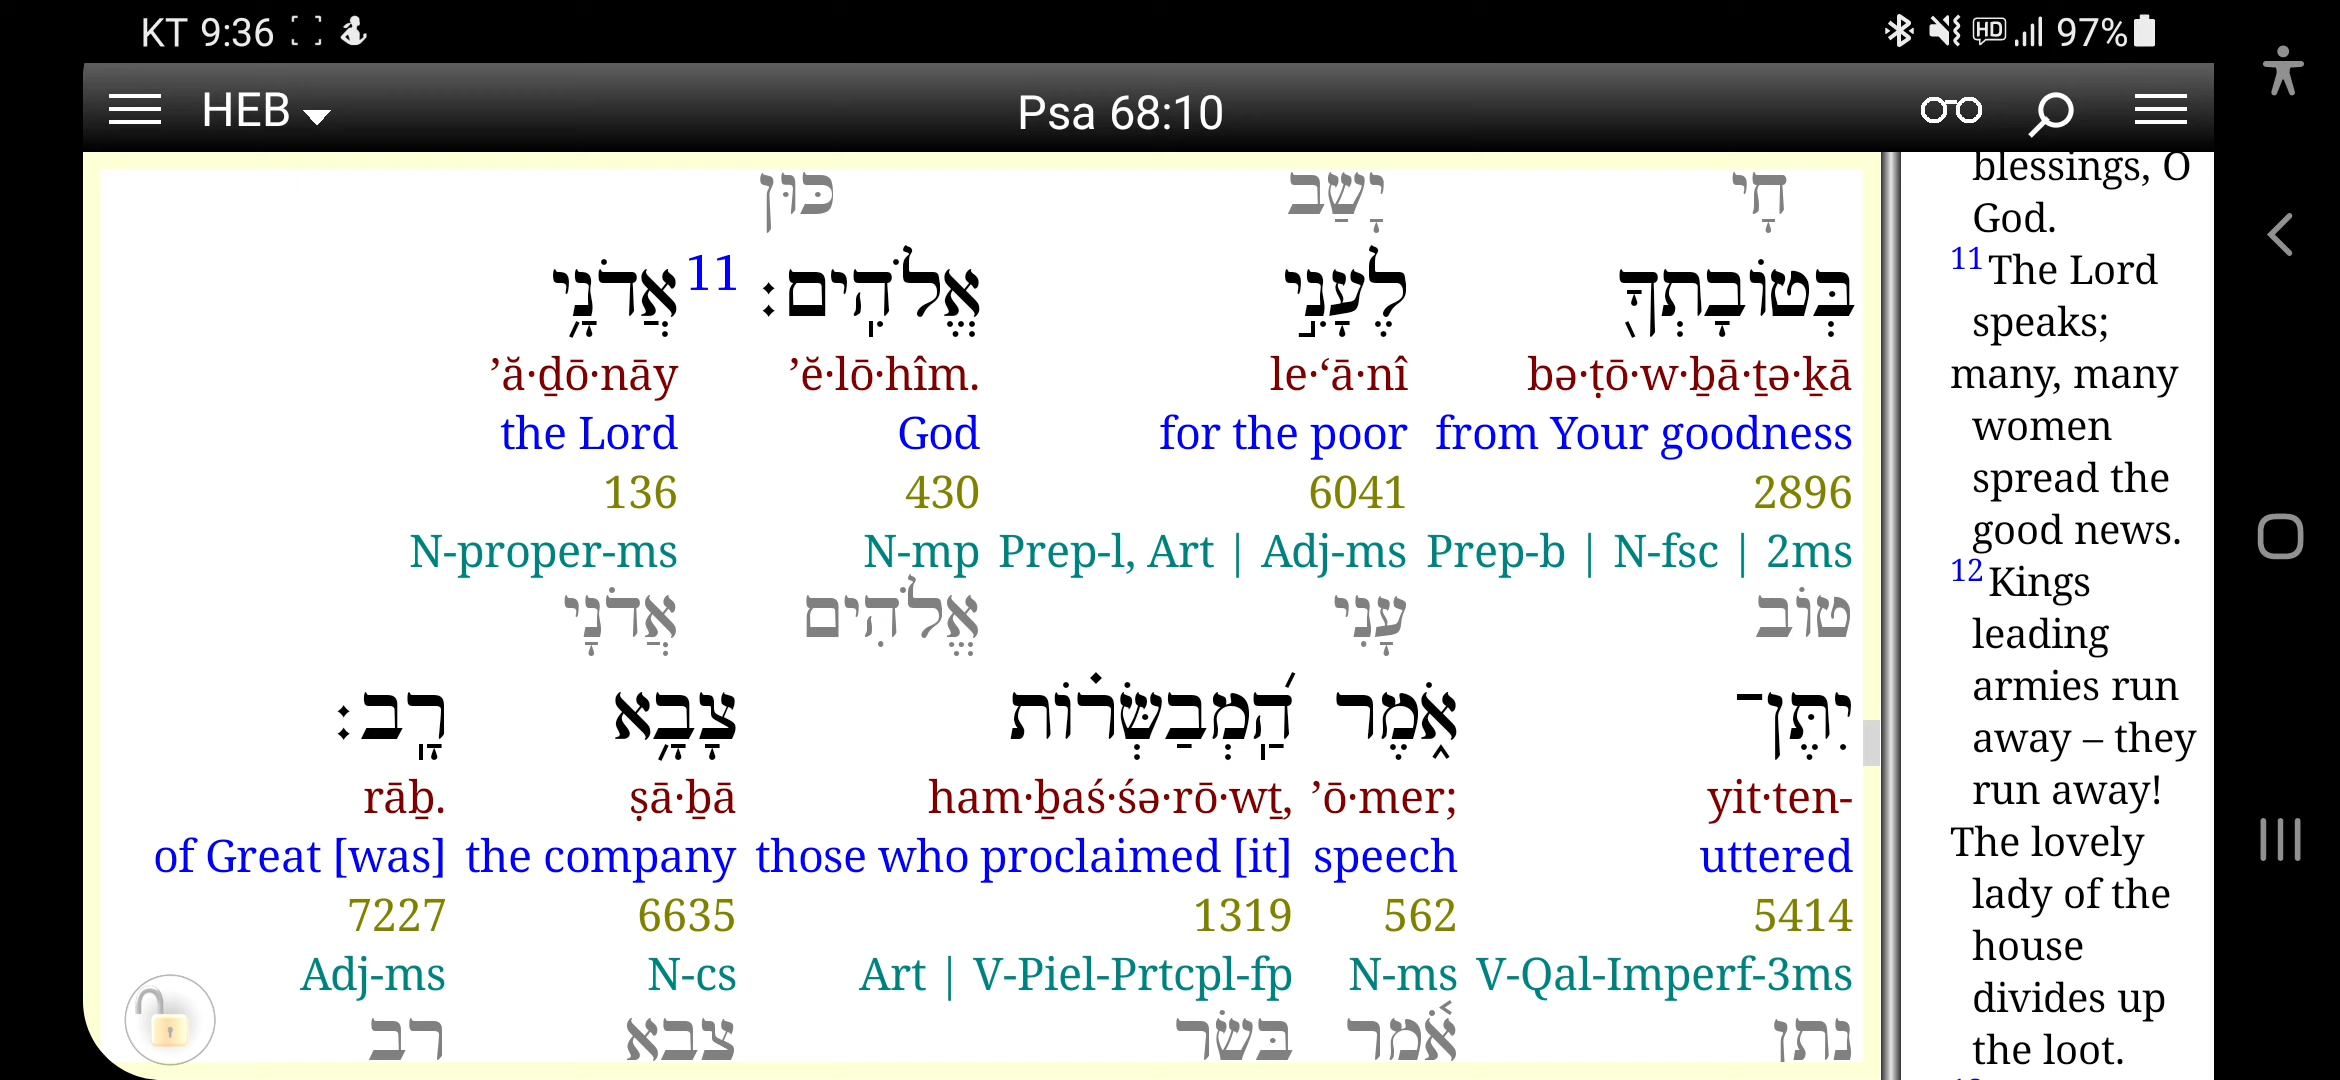 KT 9:36 HD 97%
HEB Psa 68:10
חָי יָשַׁב כּוּן
בְּטוֹבָתְךָ֖ לֶעָנִ֣י אֱלֹהִֽים׃ 11 אֲדֹנָ֥י
bə·ṭō·w·ḇā·ṯə·ḵā le·‘ā·nî ’ĕ·lō·hîm. ’ă·ḏō·nāy
from Your goodness for the poor God the Lord
2896 6041 430 136
Prep-b | N-fsc | 2ms Prep-l, Art | Adj-ms N-mp N-proper-ms
טוֹב עָנִי אֱלֹהִים אֲדֹנָי
יִתֶּן־ אֹ֑מֶר הַֽ֝מְבַשְּׂר֗וֹת צָבָ֥א רָֽב׃
yit·ten- ’ō·mer; ham·ḇaś·śə·rō·wṯ, ṣā·ḇā rāḇ.
uttered speech those who proclaimed [it] the company of Great [was]
5414 562 1319 6635 7227
V-Qal-Imperf-3ms N-ms Art | V-Piel-Prtcpl-fp N-cs Adj-ms
נתן אֹ֫מר בּשׂר צבא רב
blessings, O
God.
11 The Lord
speaks;
many, many
women
spread the
good news.
12 Kings
leading
armies run
away – they
run away!
The lovely
lady of the
house
divides up
the loot.